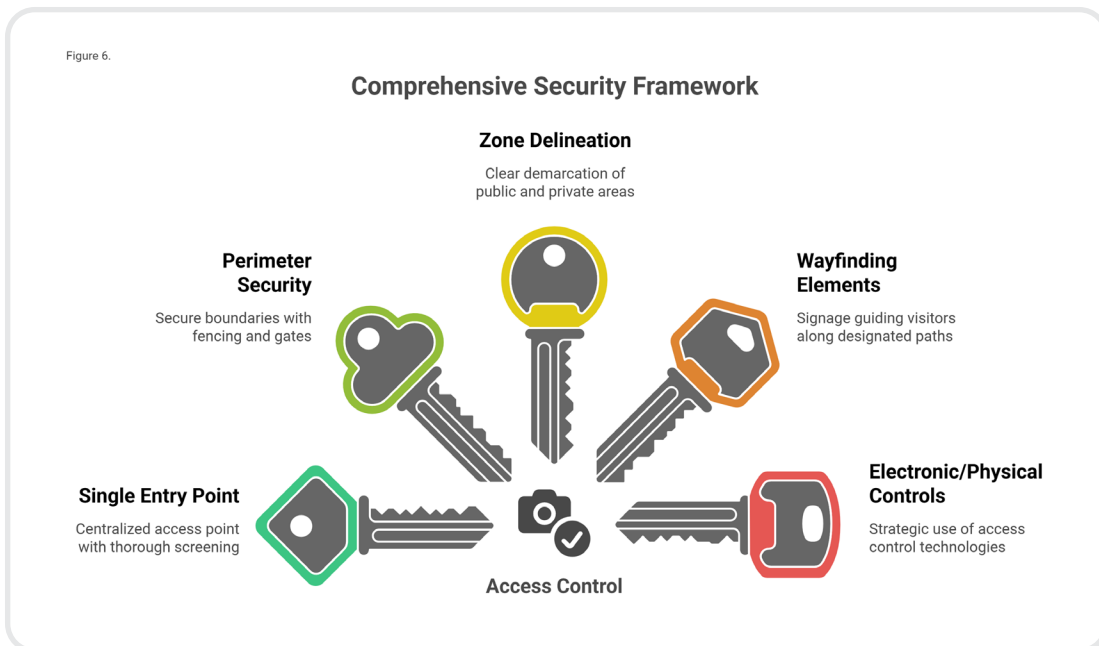 Figure 6.
Comprehensive Security Framework
Zone Delineation
Clear demarcation of
public and private areas
Perimeter
Security
Secure boundaries with
fencing and gates
Wayfinding
Elements
Signage guiding visitors
along designated paths
Single Entry Point
Centralized access point
with thorough screening
Electronic/Physical
Controls
Strategic use of access
control technologies
Access Control